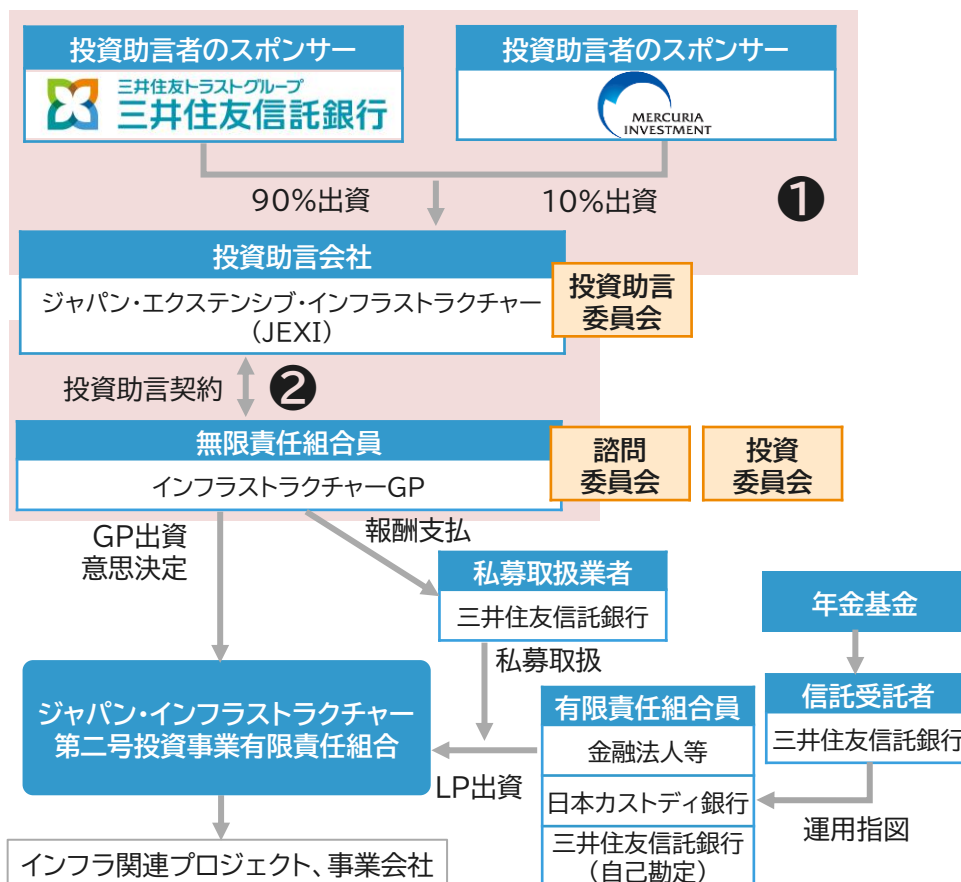 投資助言者のスポンサー
三井住友トラストグループ
三井住友信託銀行
投資助言者のスポンサー
MERCURIA
INVESTMENT
90%出資
10%出資
❶
投資助言会社
ジャパン・エクステンシブ・インフラストラクチャー
（JEXI）
投資助言
委員会
投資助言契約
❷
無限責任組合員
インフラストラクチャーGP
諮問
委員会
投資
委員会
GP出資
意思決定
報酬支払
私募取扱業者
三井住友信託銀行
私募取扱
年金基金
信託受託者
三井住友信託銀行
運用指図
ジャパン・インフラストラクチャー
第二号投資事業有限責任組合
LP出資
有限責任組合員
金融法人等
日本カストディ銀行
三井住友信託銀行
（自己勘定）
インフラ関連プロジェクト、事業会社